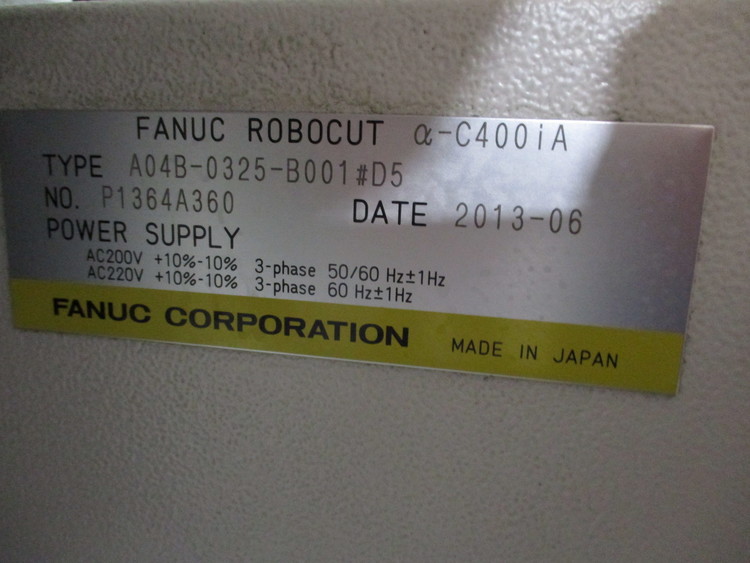 FANUC ROBOCUT α-C400iA
TYPE A04B-0325-B001#D5
NO. P1364A360 DATE 2013-06
POWER SUPPLY
AC200V +10%-10% 3-phase 50/60 Hz±1Hz
AC220V +10%-10% 3-phase 60 Hz±1Hz
FANUC CORPORATION MADE IN JAPAN